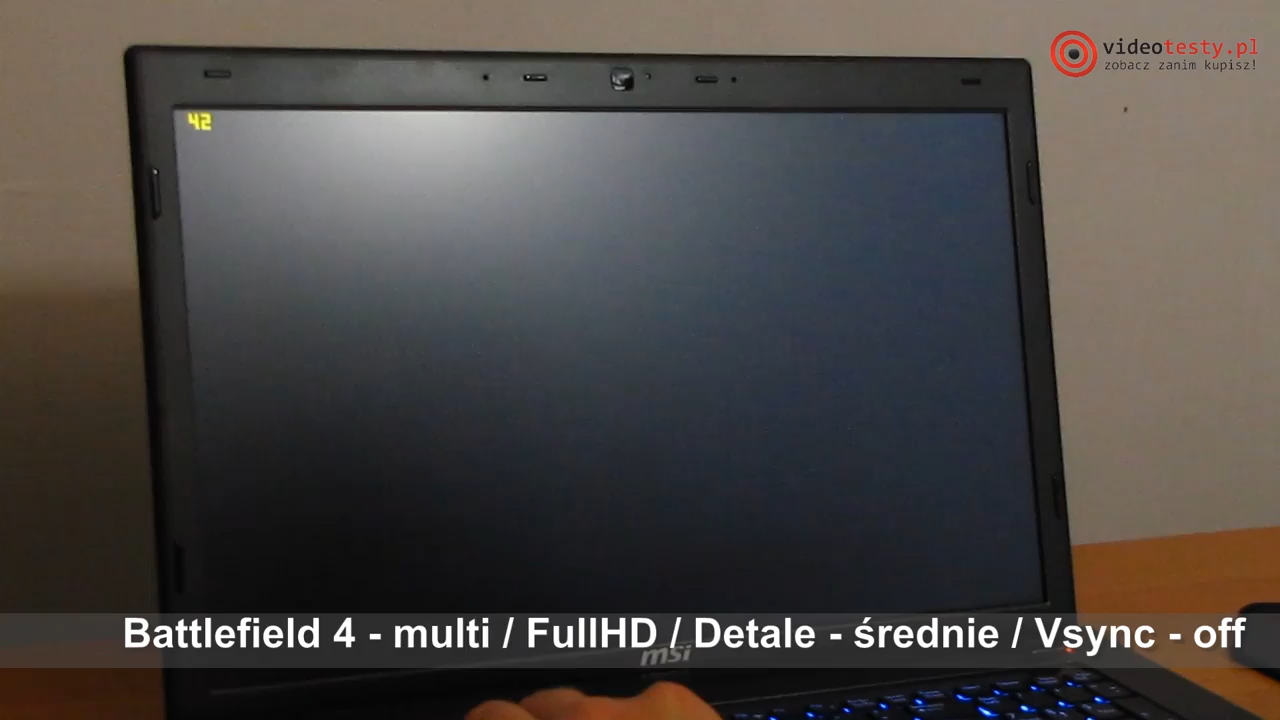 videotesty.pl
zobacz zanim kupisz!
42
Battlefield 4 - multi / FullHD / Detale - średnie / Vsync - off
msi